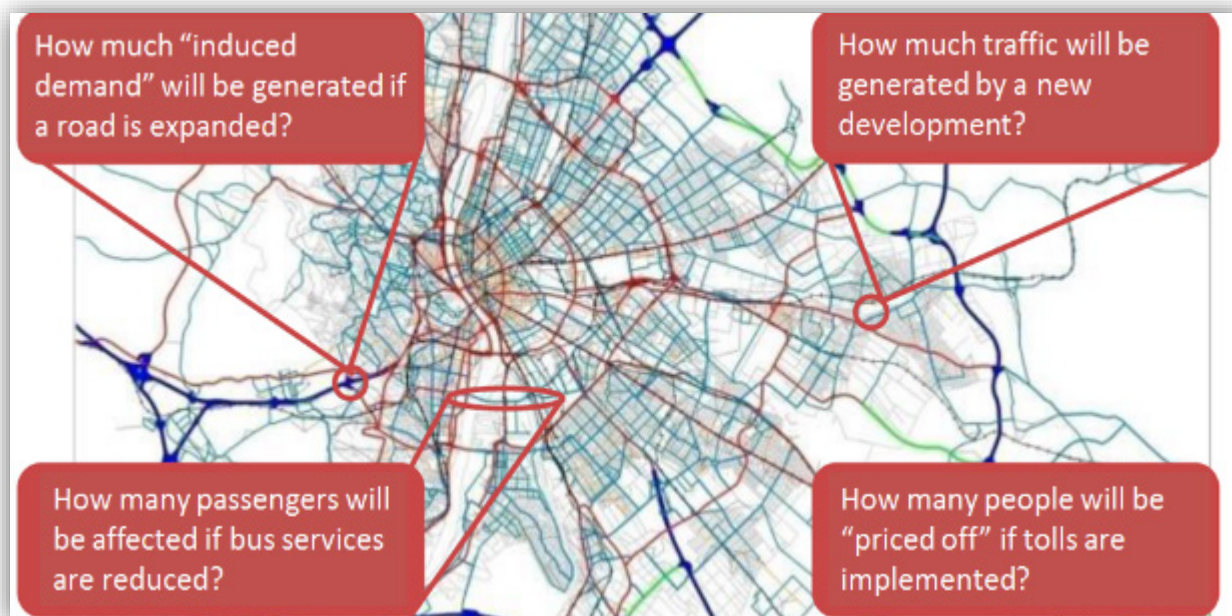 How much “induced
demand” will be generated if
a road is expanded?
How much traffic will be
generated by a new
development?
How many passengers will
be affected if bus services
are reduced?
How many people will be
“priced off” if tolls are
implemented?